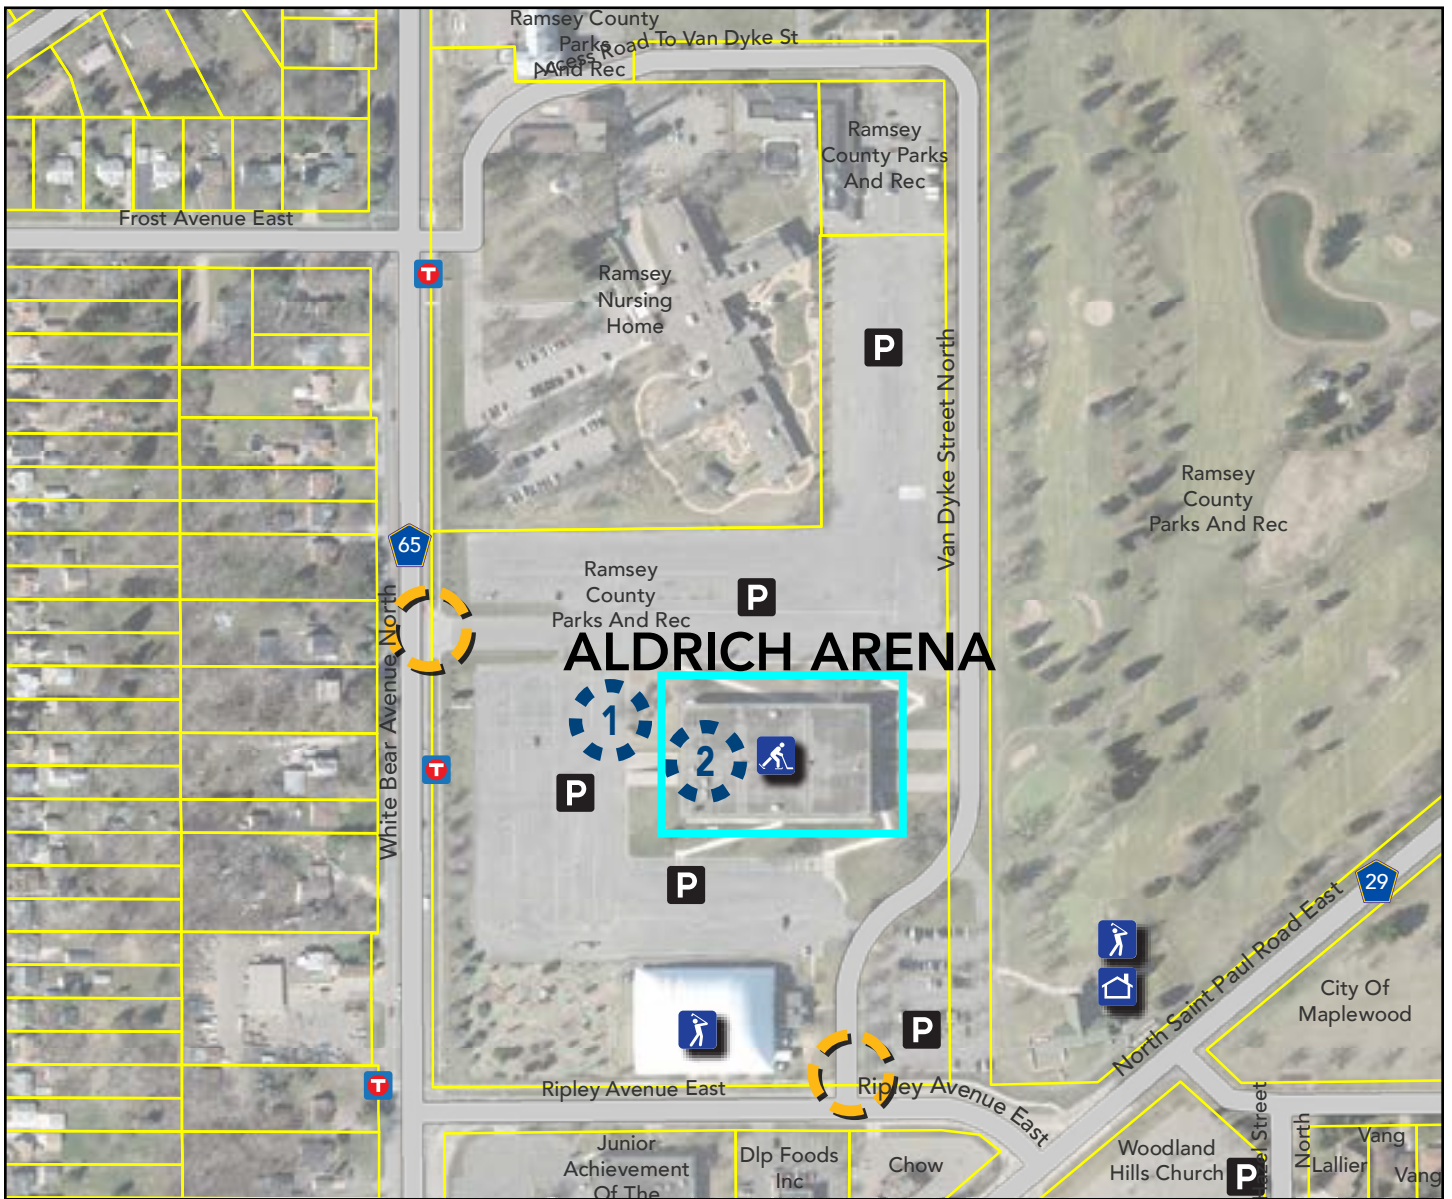 Ramsey County
Parks
And Rec
Access Road To Van Dyke St
Ramsey
County Parks
And Rec
Frost Avenue East
T
Ramsey
Nursing
Home
P
Van Dyke Street North
Ramsey
County
Parks And Rec
65
Ramsey
County
Parks And Rec
P
White Bear Avenue North
ALDRICH ARENA
1
2
T
P
P
29
North Saint Paul Road East
City Of
Maplewood
P
T
Ripley Avenue East
Ripley Avenue East
Junior
Achievement
Of The
Dlp Foods
Inc
Chow
Woodland
Hills Church
P
Hazel Street
North
Vang
Lallier
Vang